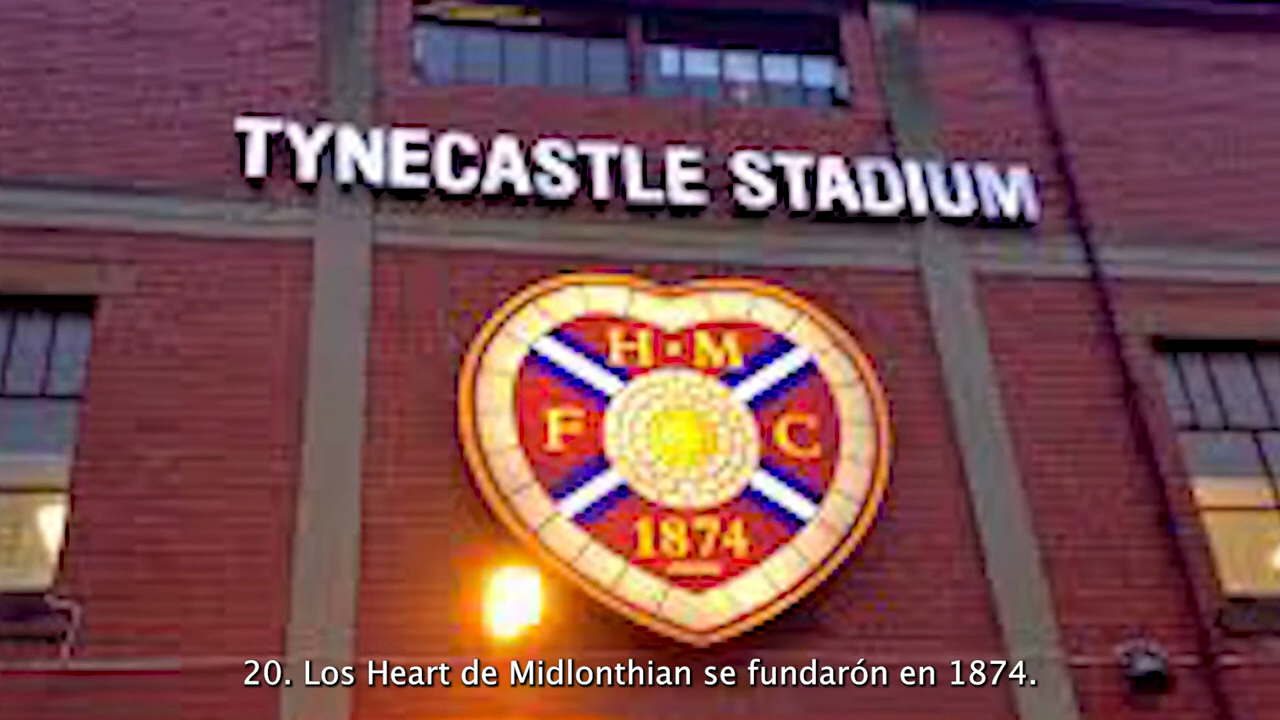 TYNECASTLE STADIUM
H · M
F C
1874
20. Los Heart de Midlonthian se fundarón en 1874.